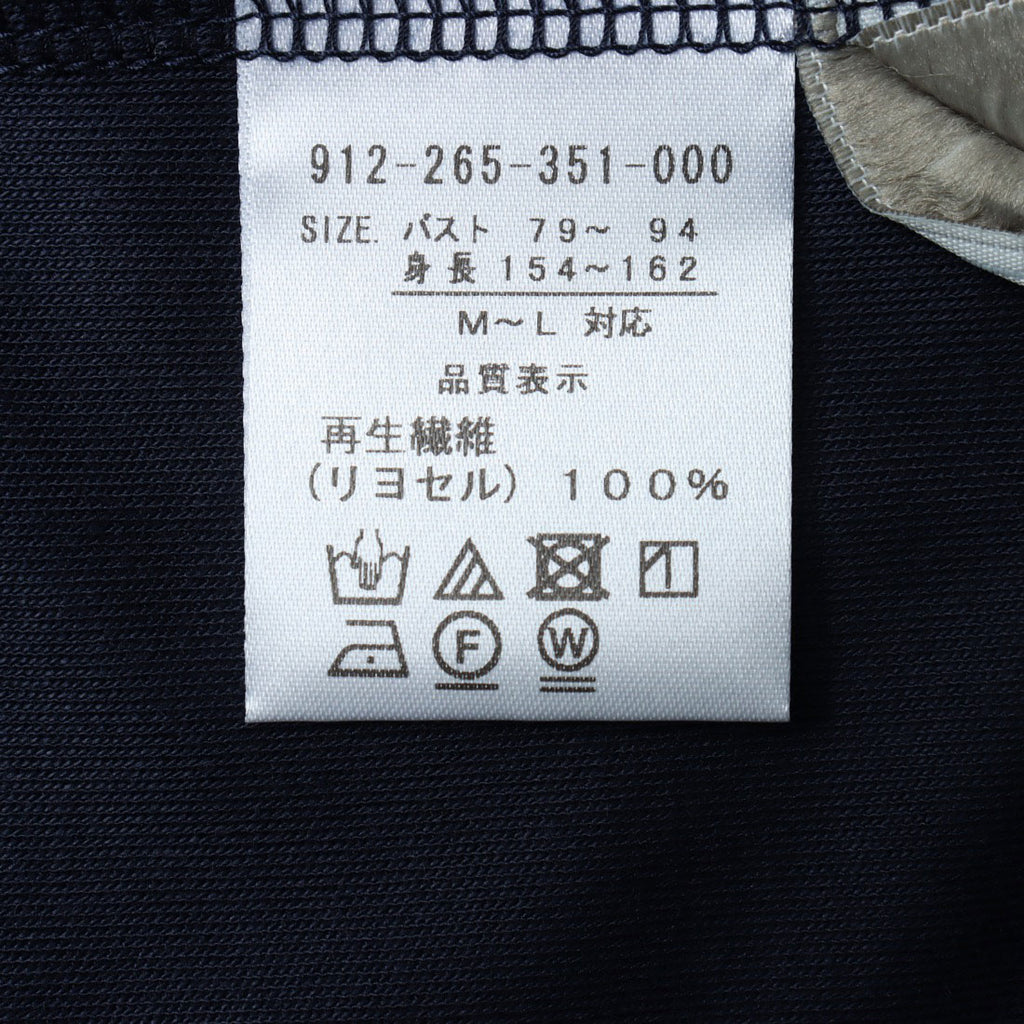 912-265-351-000
SIZE. バスト 79～ 94
身長 154～162
M～L 対応
品質表示
再生繊維
(リヨセル) 100%
F W